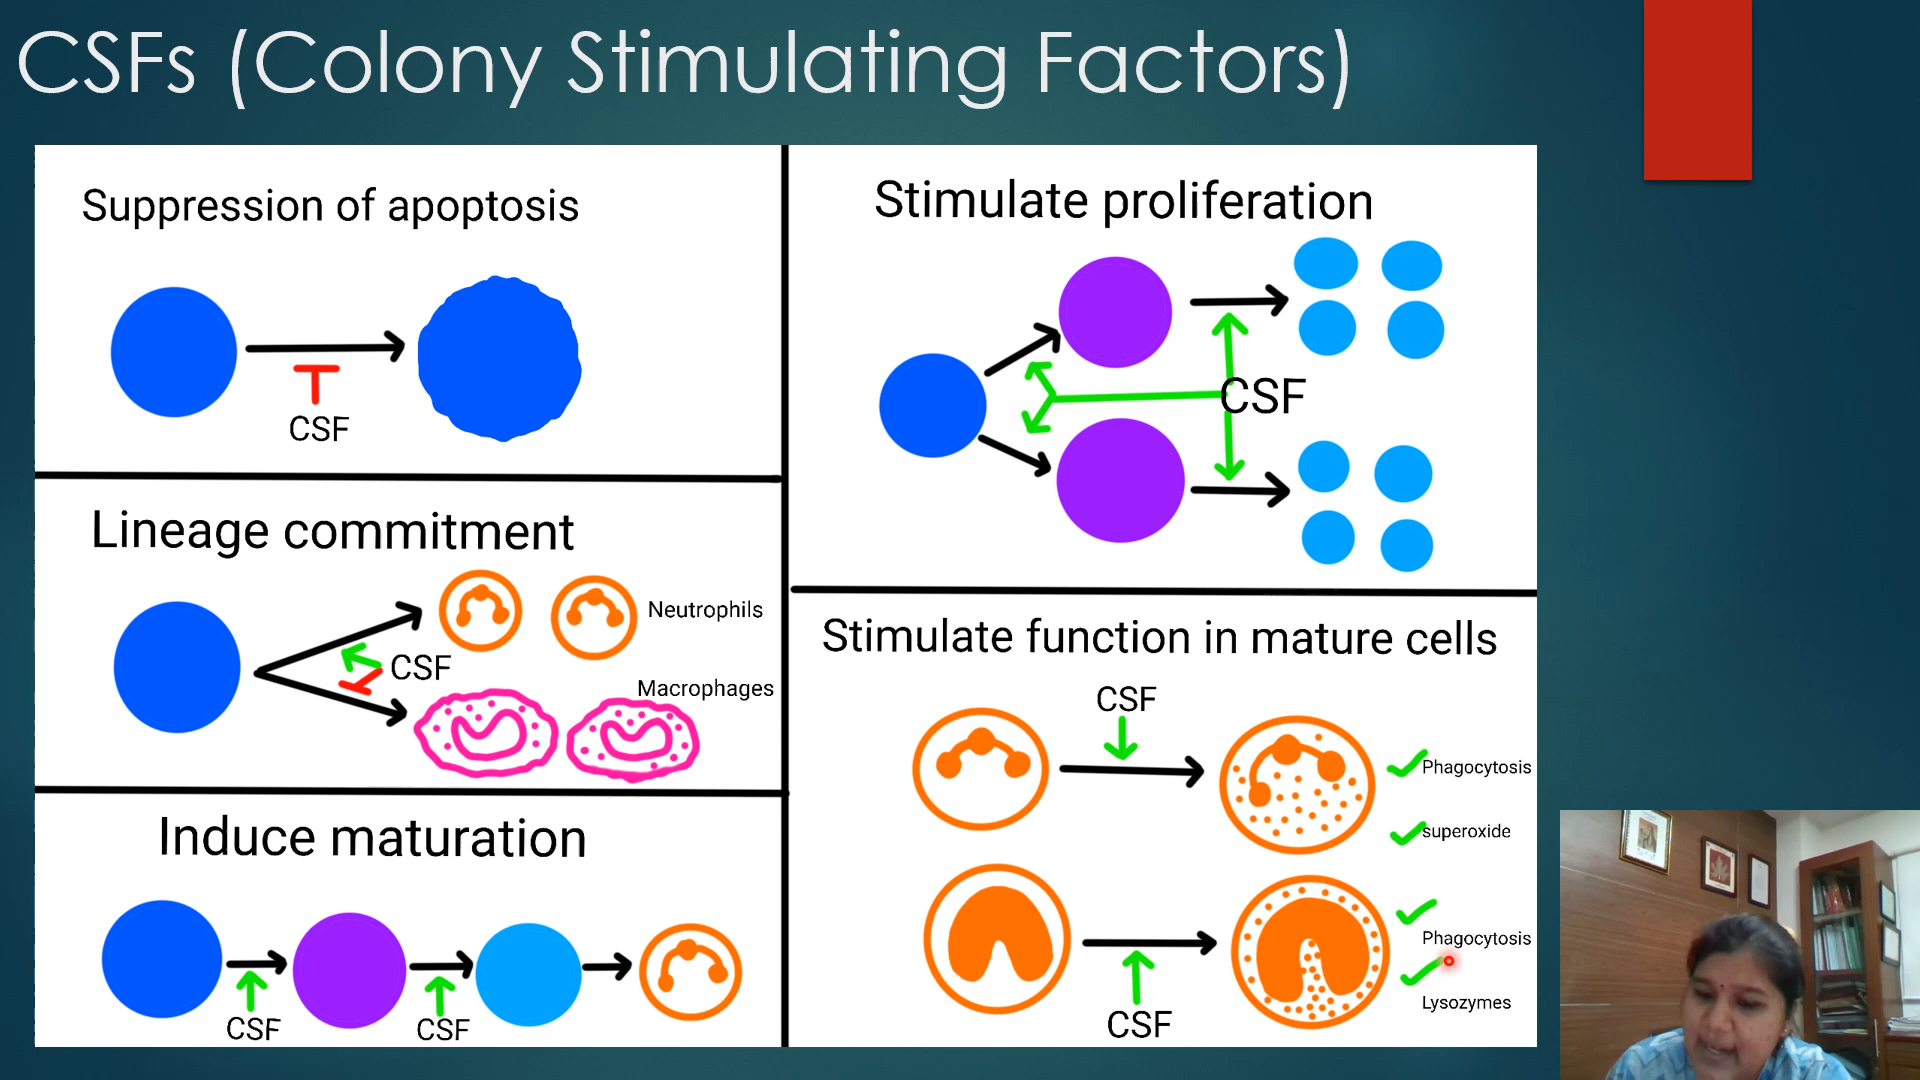 CSFs (Colony Stimulating Factors)
Suppression of apoptosis
CSF
Lineage commitment
Neutrophils
CSF
Macrophages
Induce maturation
CSF
CSF
Stimulate proliferation
CSF
Stimulate function in mature cells
CSF
Phagocytosis
superoxide
Phagocytosis
Lysozymes
CSF